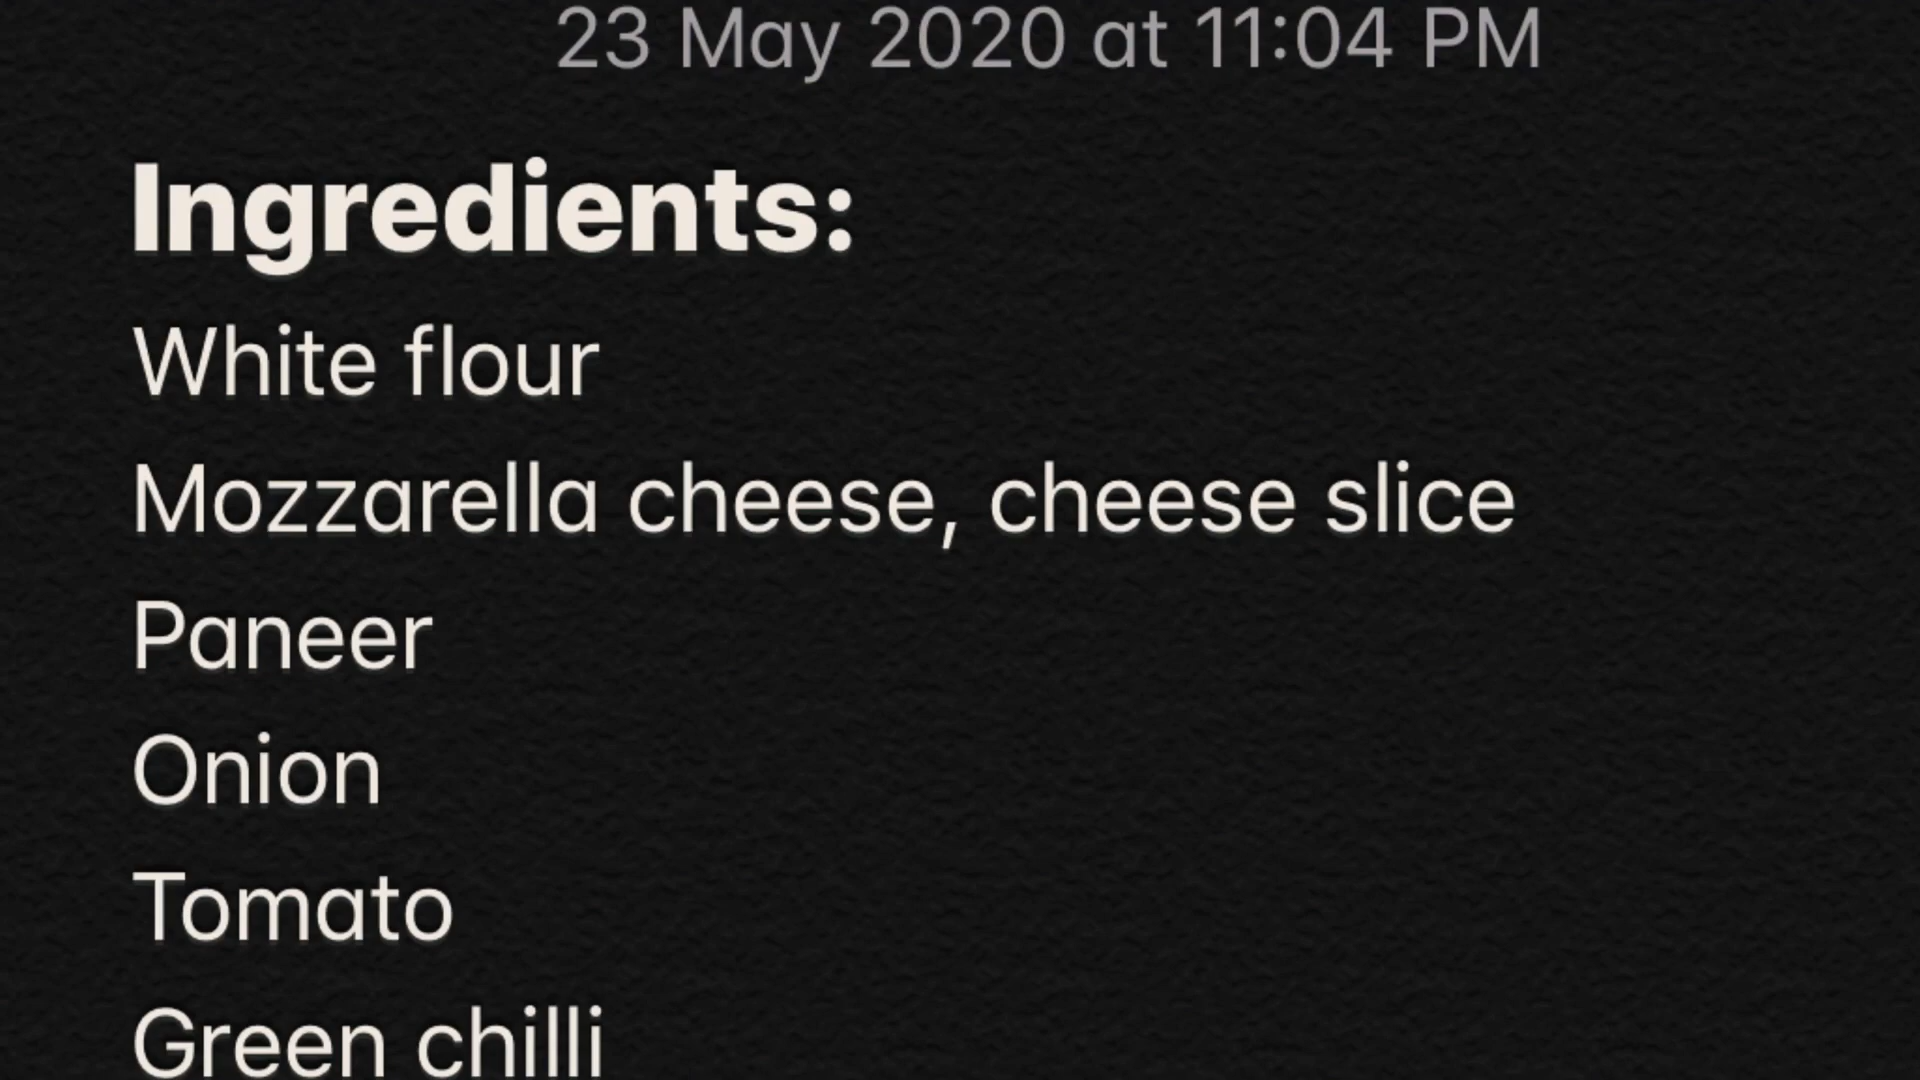 23 May 2020 at 11:04 PM
Ingredients:
White flour
Mozzarella cheese, cheese slice
Paneer
Onion
Tomato
Green chilli